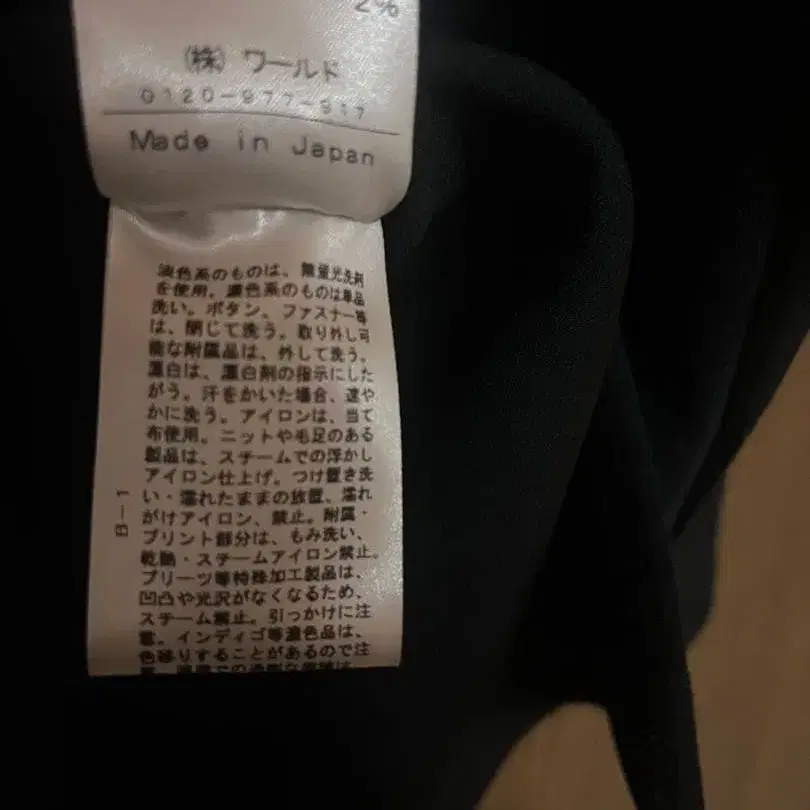 2%
(株) ワールド
0120-977-917
Made in Japan
淡色系のものは、無蛍光洗剤
を使用。濃色系のものは単品
洗い。ボタン、ファスナー等
は、閉じて洗う。取り外し可
能な附属品は、外して洗う。
漂白は、漂白剤の指示にした
がう。汗をかいた場合、速や
かに洗う。アイロンは、当て
布使用。ニットや毛足のある
製品は、スチームでの浮かし
アイロン仕上げ。つけ置き洗
い・濡れたままの放置、濡れ
がけアイロン、禁止。附属・
プリント部分は、もみ洗い、
乾燥・スチームアイロン禁止。
プリーツ等特殊加工製品は、
凹凸や光沢がなくなるため、
スチーム禁止。引っかけに注
意。インディゴ等濃色品は、
色移りすることがあるので注
B-1